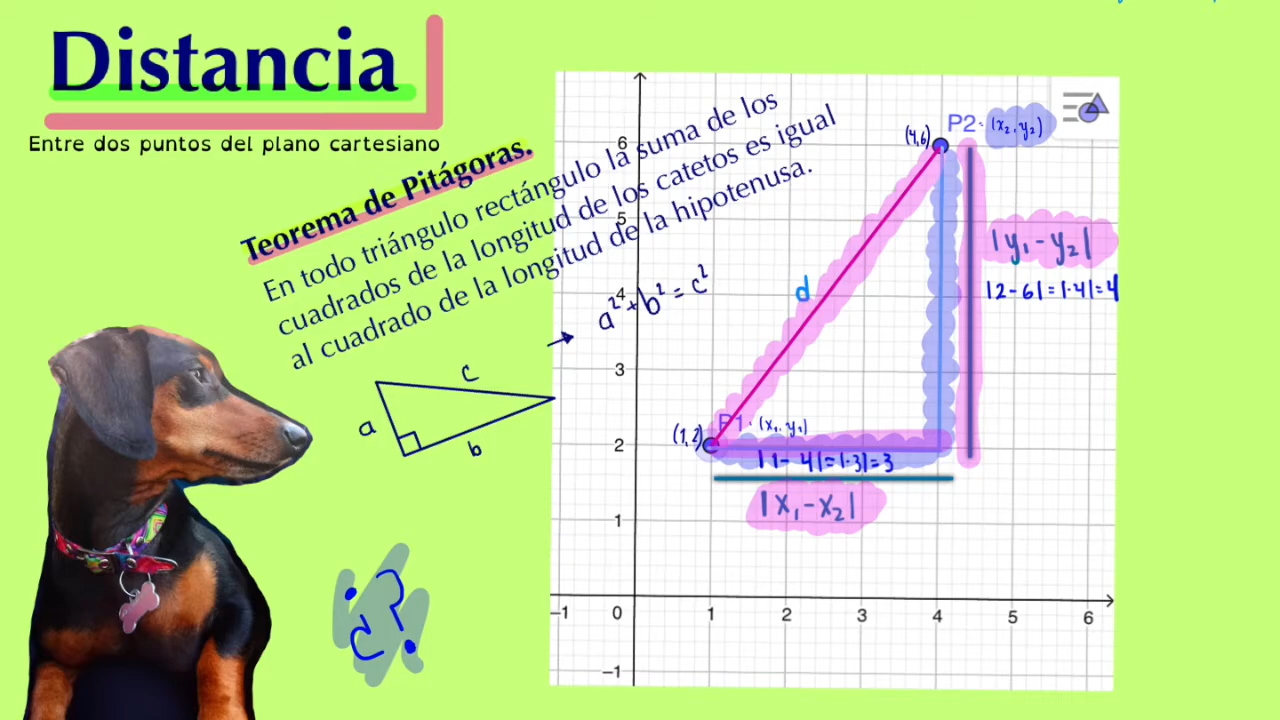 Distancia
Entre dos puntos del plano cartesiano
Teorema de Pitágoras.
En todo triángulo rectángulo la suma de los
cuadrados de la longitud de los catetos es igual
al cuadrado de la longitud de la hipotenusa.
→ a² + b² = c²
c
a
b
¿?
(4,6) P2 = (x₂, y₂)
|y₁ - y₂|
|2-6| = |-4| = 4
d
P1 = (x₁, y₁)
(1,2)
|1-4| = |-3| = 3
|x₁ - x₂|
6
5
4
3
2
1
-1 0 1 2 3 4 5 6
-1